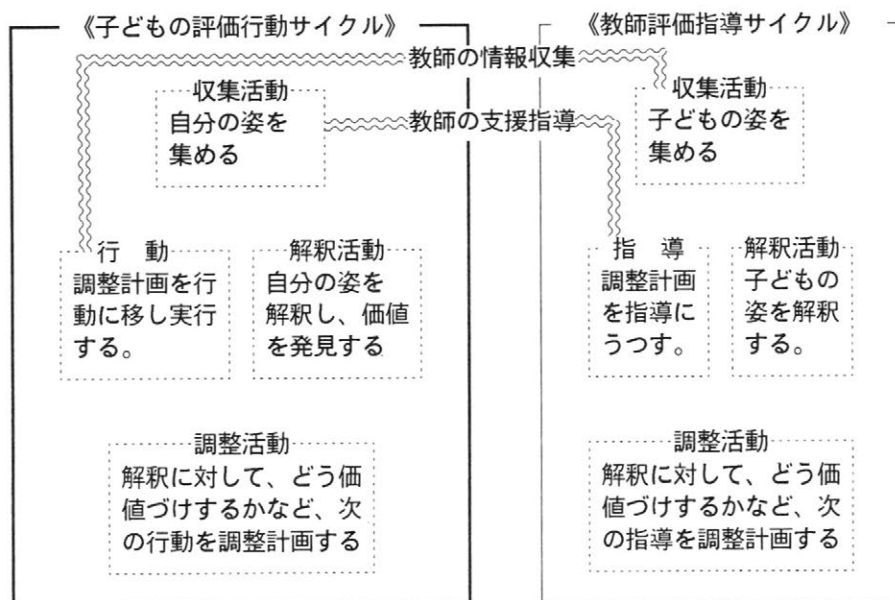 《子どもの評価行動サイクル》
《教師評価指導サイクル》
教師の情報収集
収集活動
自分の姿を
集める
教師の支援指導
収集活動
子どもの姿を
集める
行　動
調整計画を行
動に移し実行
する。
解釈活動
自分の姿を
解釈し、価値
を発見する
指　導
調整計画
を指導に
うつす。
解釈活動
子どもの
姿を解釈
する。
調整活動
解釈に対して、どう価
値づけするかなど、次
の行動を調整計画する
調整活動
解釈に対して、どう価
値づけするかなど、次
の指導を調整計画する